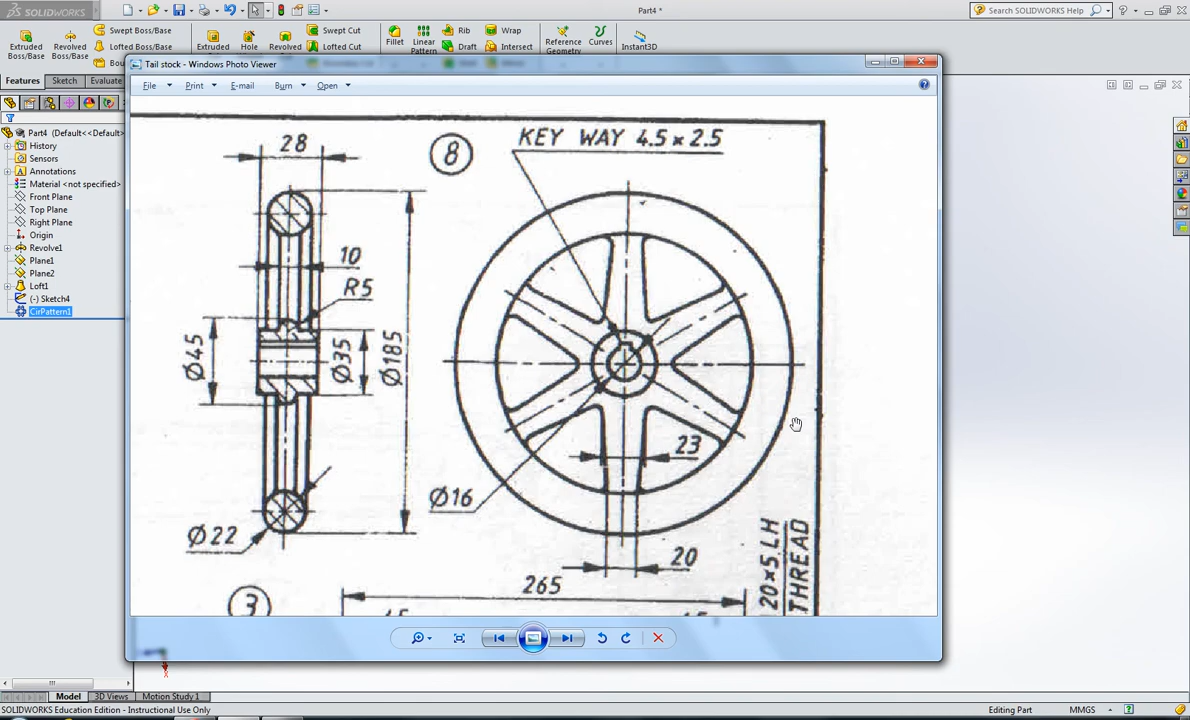 SOLIDWORKS
Part4 *
Search SOLIDWORKS Help
Extruded Boss/Base
Revolved Boss/Base
Swept Boss/Base
Lofted Boss/Base
Bou
Extruded
Hole
Revolved
Swept Cut
Lofted Cut
Fillet
Linear Pattern
Rib
Draft
Wrap
Intersect
Reference Geometry
Curves
Instant3D
Features
Sketch
Evaluate
Tail stock - Windows Photo Viewer
File
Print
E-mail
Burn
Open
Part4 (Default<<Default>
History
Sensors
Annotations
Material <not specified>
Front Plane
Top Plane
Right Plane
Origin
Revolve1
Plane1
Plane2
Loft1
(-) Sketch4
CirPattern1
28
8
KEY WAY 4.5 x 2.5
10
R5
Ø45
Ø35
Ø185
23
Ø16
Ø22
20
265
3
20x5 LH
THREAD
Model
3D Views
Motion Study 1
SOLIDWORKS Education Edition - Instructional Use Only
Editing Part
MMGS